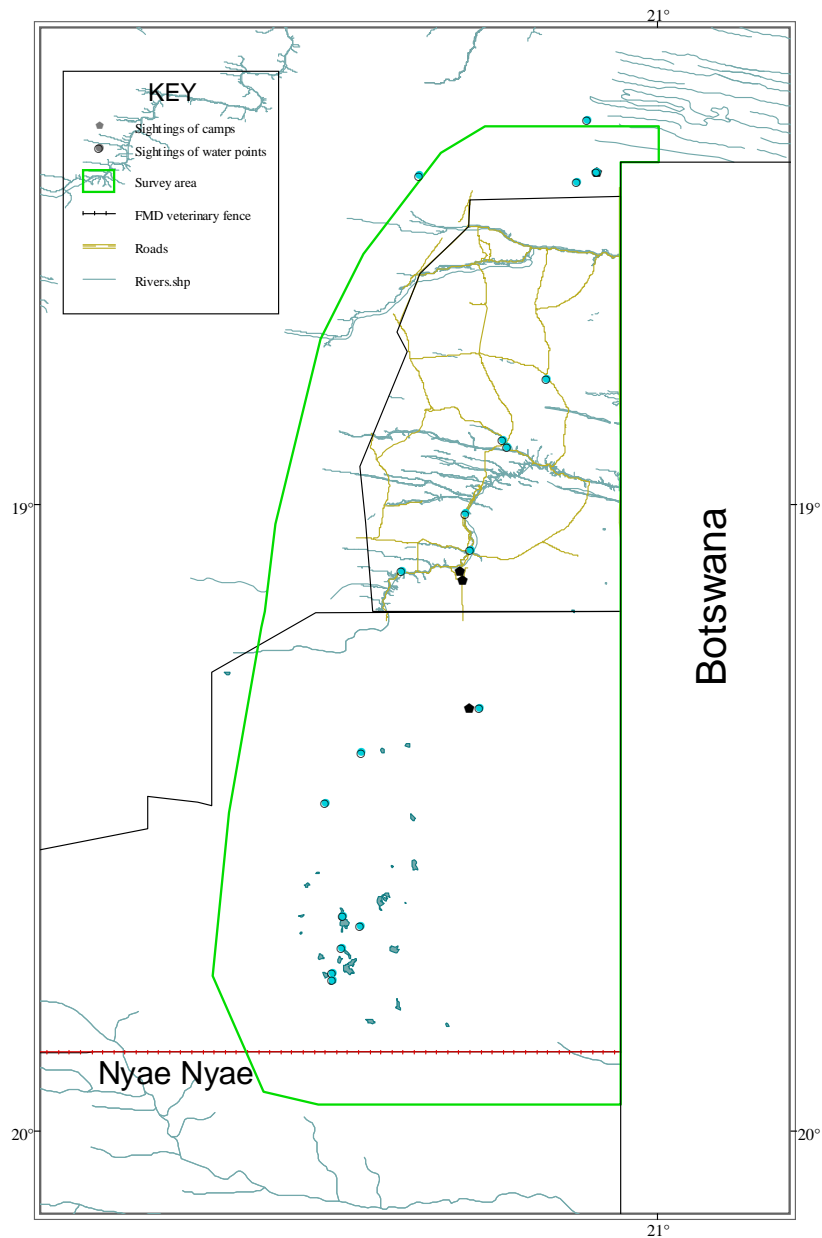 21°
KEY
Sightings of camps
Sightings of water points
Survey area
FMD veterinary fence
Roads
Rivers.shp
19°
19°
Botswana
Nyae Nyae
20°
20°
21°